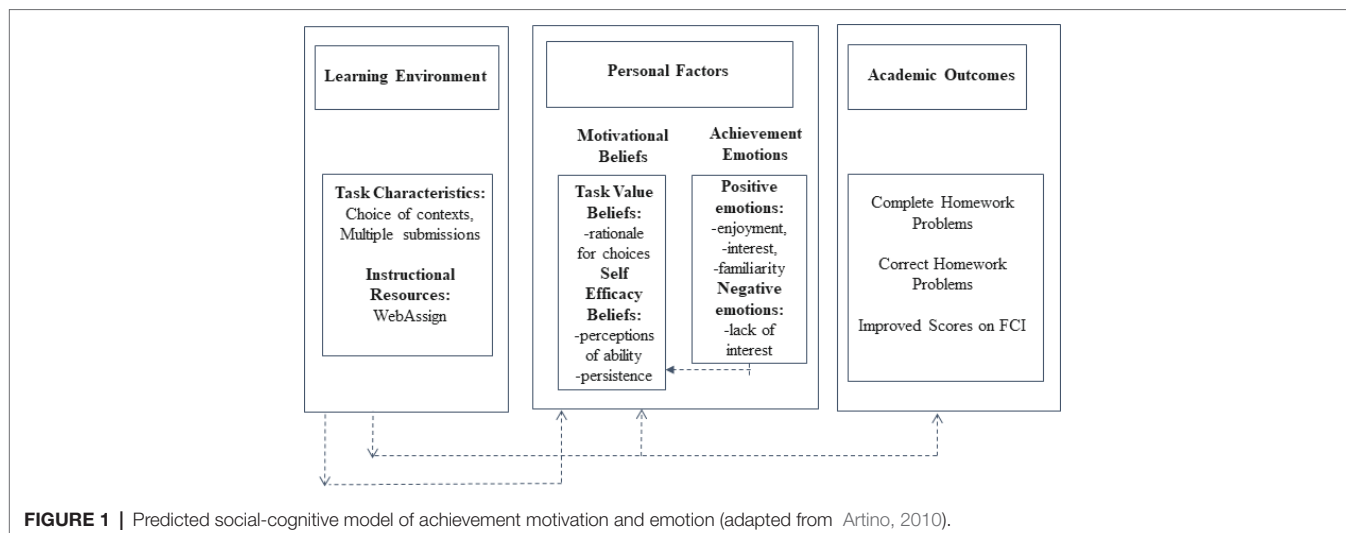 Learning Environment
Task Characteristics:
Choice of contexts,
Multiple submissions
Instructional
Resources:
WebAssign
Personal Factors
Motivational
Beliefs
Task Value
Beliefs:
-rationale
for choices
Self
Efficacy
Beliefs:
-perceptions
of ability
-persistence
Achievement
Emotions
Positive
emotions:
-enjoyment,
-interest,
-familiarity
Negative
emotions:
-lack of
interest
Academic Outcomes
Complete Homework
Problems
Correct Homework
Problems
Improved Scores on FCI
FIGURE 1 | Predicted social-cognitive model of achievement motivation and emotion (adapted from Artino, 2010).